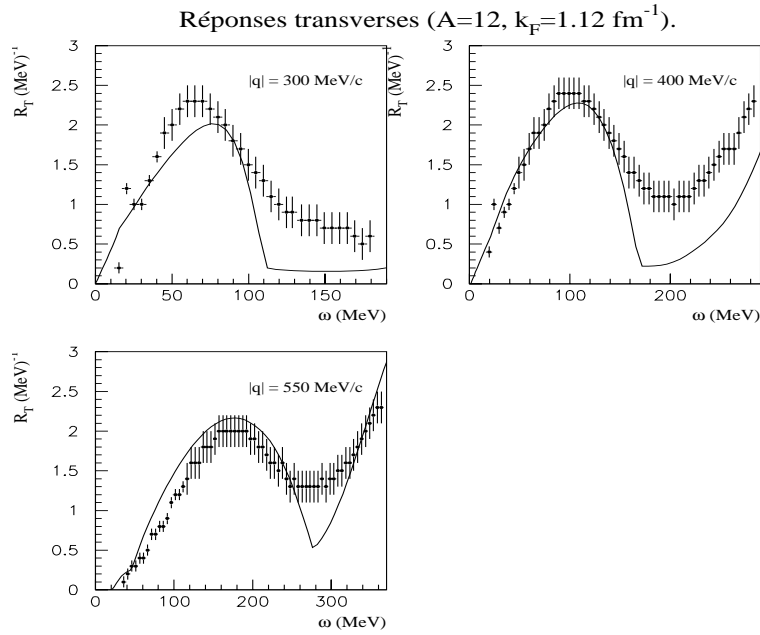 Réponses transverses (A=12, k_F=1.12 fm⁻¹).
R_T (MeV)⁻¹
|q| = 300 MeV/c
3
2.5
2
1.5
1
0.5
0
0 50 100 150
ω (MeV)
R_T (MeV)⁻¹
|q| = 400 MeV/c
3
2.5
2
1.5
1
0.5
0
0 100 200
ω (MeV)
R_T (MeV)⁻¹
|q| = 550 MeV/c
3
2.5
2
1.5
1
0.5
0
0 100 200 300
ω (MeV)